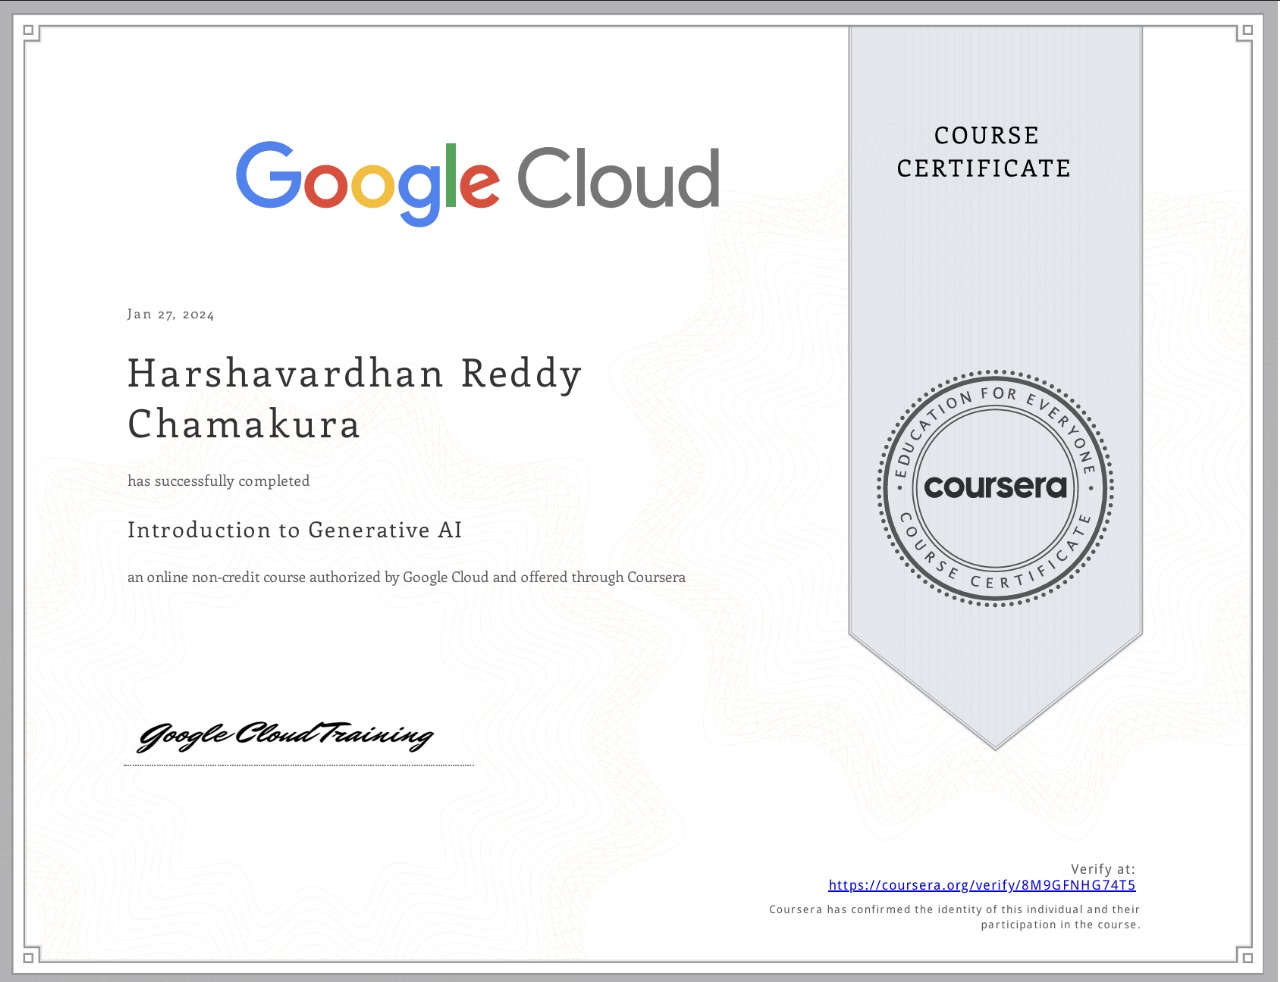 Google Cloud
COURSE
CERTIFICATE
Jan 27, 2024
Harshavardhan Reddy
Chamakura
has successfully completed
Introduction to Generative AI
an online non-credit course authorized by Google Cloud and offered through Coursera
EDUCATION FOR EVERYONE
coursera
COURSE CERTIFICATE
Google Cloud Training
Verify at:
https://coursera.org/verify/8M9GFNHG74T5
Coursera has confirmed the identity of this individual and their
participation in the course.